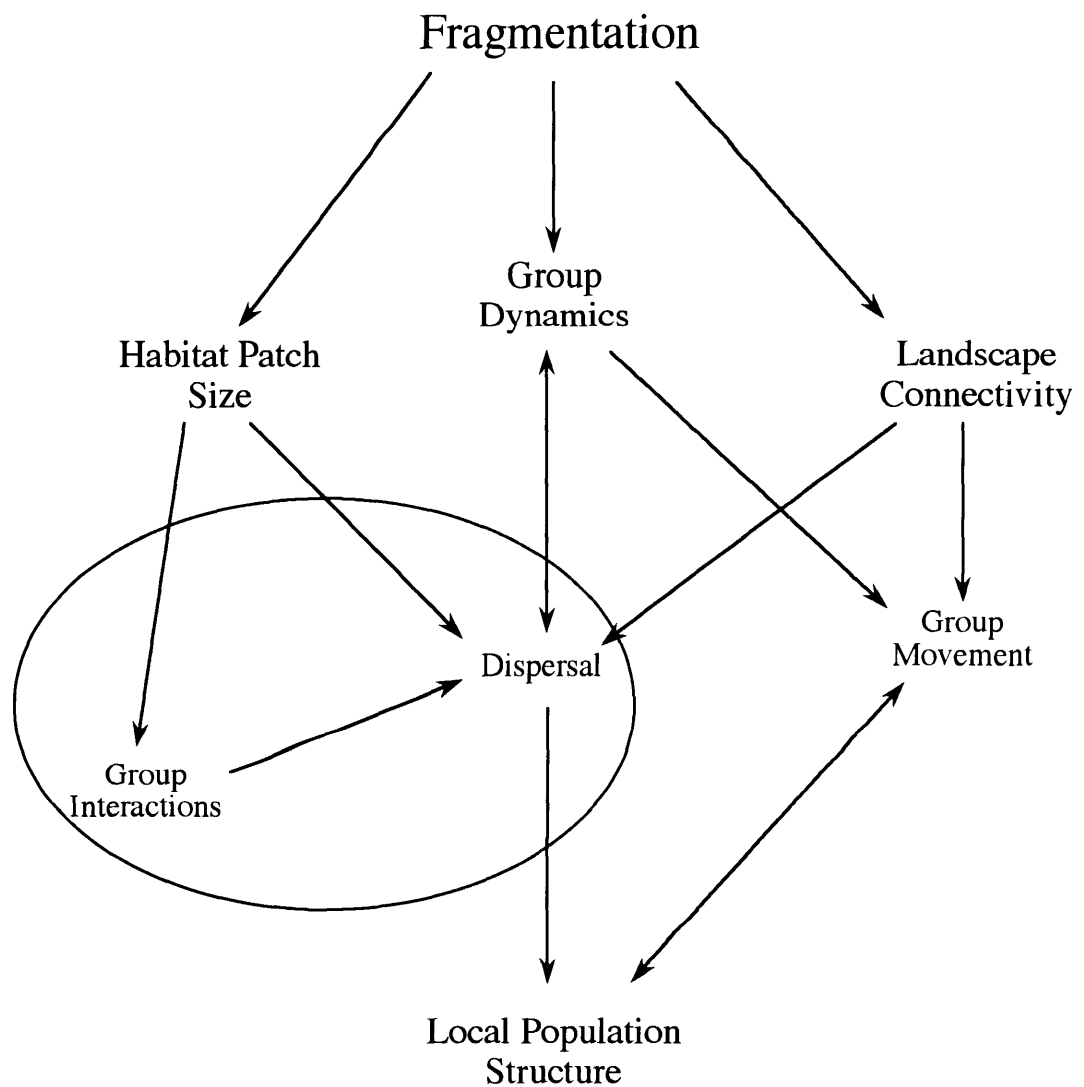 Fragmentation
Group
Dynamics
Habitat Patch
Size
Landscape
Connectivity
Group
Movement
Dispersal
Group
Interactions
Local Population
Structure